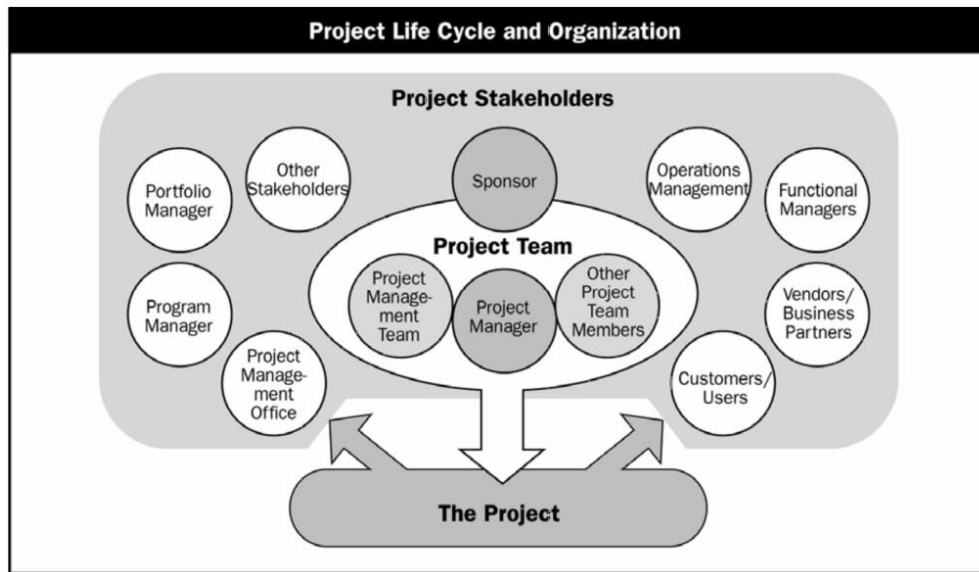 Project Life Cycle and Organization
Project Stakeholders
Portfolio
Manager
Other
Stakeholders
Sponsor
Operations
Management
Functional
Managers
Project Team
Program
Manager
Project
Manage-
ment
Team
Project
Manager
Other
Project
Team
Members
Vendors/
Business
Partners
Project
Manage-
ment
Office
Customers/
Users
The Project